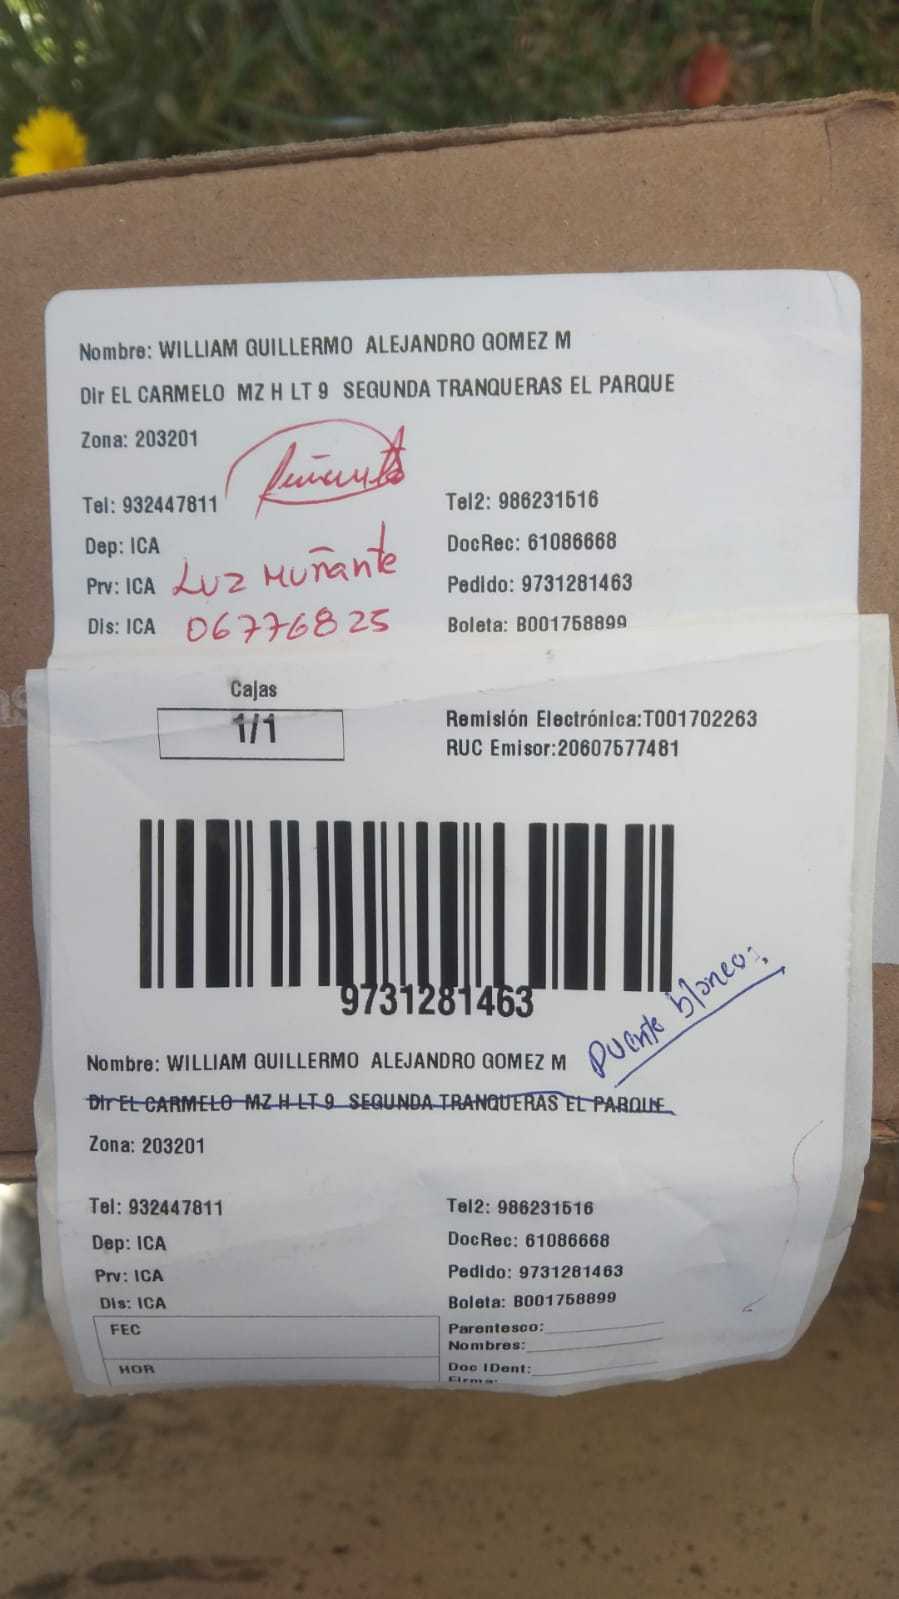 Nombre: WILLIAM GUILLERMO ALEJANDRO GOMEZ M
Dir EL CARMELO MZ H LT 9 SEGUNDA TRANQUERAS EL PARQUE
Zona: 203201
Tel: 932447811 Tel2: 986231516
Dep: ICA DocRec: 61086668
Prv: ICA Luz Muñante Pedido: 9731281463
Dis: ICA 06776825 Boleta: B001758899
Cajas
1/1
Remisión Electrónica:T001702263
RUC Emisor:20607577481
9731281463
Puente blanco
Nombre: WILLIAM GUILLERMO ALEJANDRO GOMEZ M
Dir EL CARMELO MZ H LT 9 SEGUNDA TRANQUERAS EL PARQUE
Zona: 203201
Tel: 932447811 Tel2: 986231516
Dep: ICA DocRec: 61086668
Prv: ICA Pedido: 9731281463
Dis: ICA Boleta: B001758899
FEC Parentesco:
Nombres:
HOR Doc IDent:
Firma: